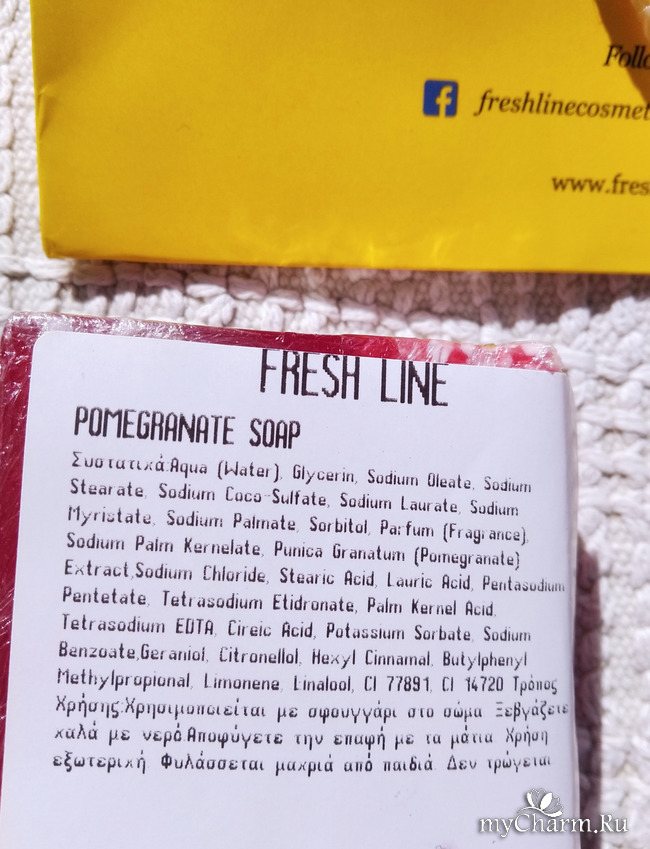 Follo
freshlinecosmet
www.fres
FRESH LINE
POMEGRANATE SOAP
Συστατικά:Aqua (Water), Glycerin, Sodium Oleate, Sodium
Stearate, Sodium Coco-Sulfate, Sodium Laurate, Sodium
Myristate, Sodium Palmate, Sorbitol, Parfum (Fragrance),
Sodium Palm Kernelate, Punica Granatum (Pomegranate)
Extract,Sodium Chloride, Stearic Acid, Lauric Acid, Pentasodium
Pentetate, Tetrasodium Etidronate, Palm Kernel Acid,
Tetrasodium EDTA, Cireic Acid, Potassium Sorbate, Sodium
Benzoate,Geraniol, Citronellol, Hexyl Cinnamal, Butylphenyl
Methylpropional, Limonene, Linalool, CI 77891, CI 14720 Τρόπος
Χρήσης:Χρησιμοποιείται με σφουγγάρι στο σώμα Ξεβγάζετε
καλά με νερό.Αποφύγετε την επαφή με τα μάτια Χρήση
εξωτερική. Φυλάσσεται μακριά από παιδιά. Δεν τρώγεται
myCharm.Ru